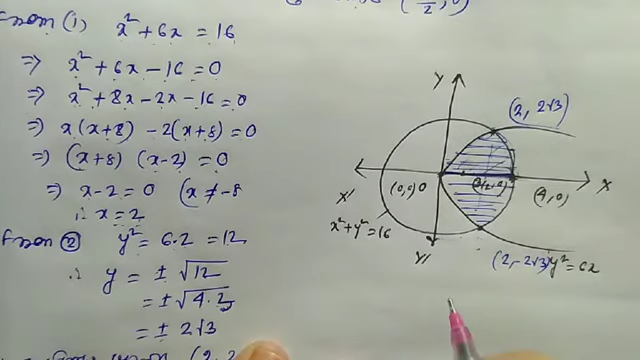 From (1) x² + 6x = 16
⇒ x² + 6x - 16 = 0
⇒ x² + 8x - 2x - 16 = 0
⇒ x(x+8) - 2(x+8) = 0
⇒ (x+8) (x-2) = 0
⇒ x-2 = 0 (x ≠ -8
∴ x = 2
From ② y² = 6.2 = 12
∴ y = ± √12
= ± √4.2
= ± 2√3
Y
(2, 2√3)
X'
(0,0) O
(4,0)
X
x² + y² = 16
Y'
(2, -2√3)
y² = 6x